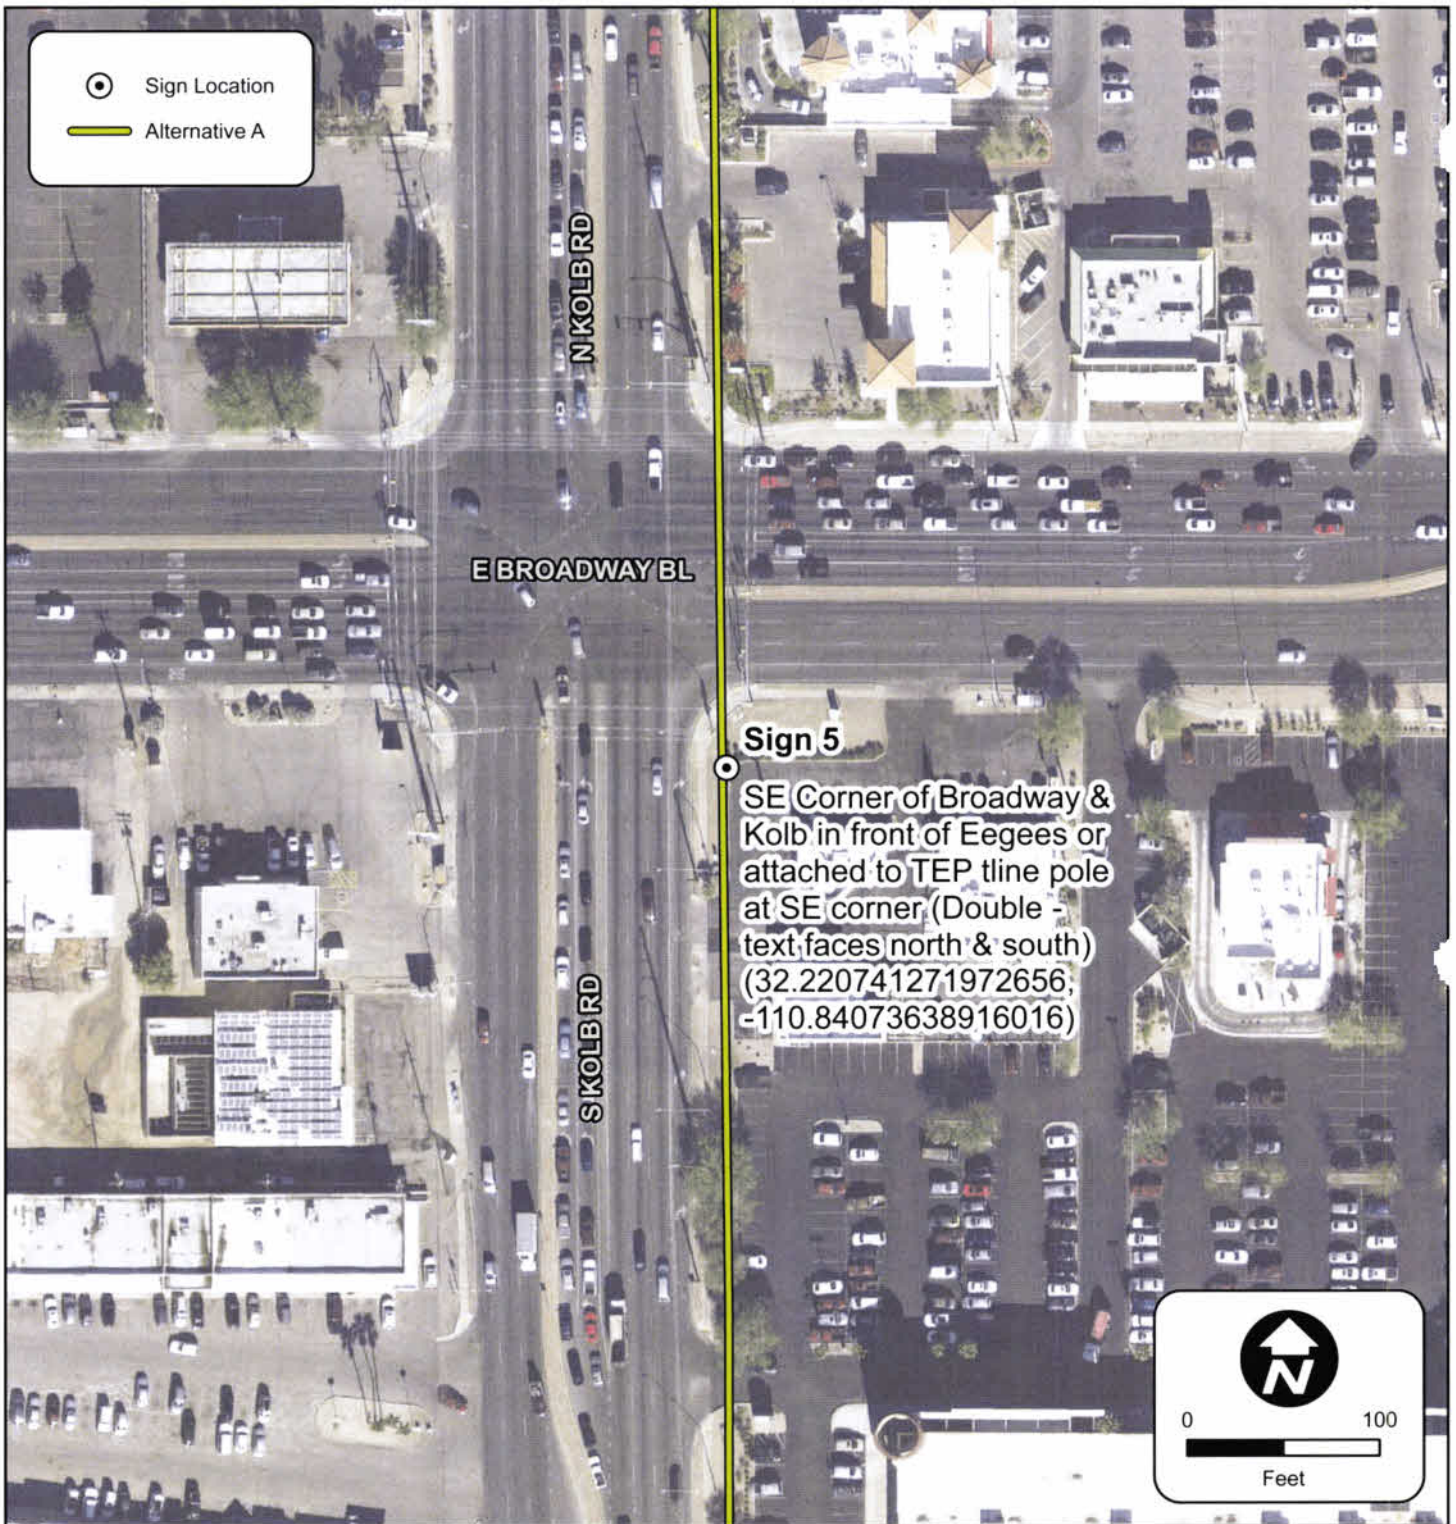 Sign Location
Alternative A
N KOLB RD
E BROADWAY BL
Sign 5
SE Corner of Broadway &
Kolb in front of Eegees or
attached to TEP tline pole
at SE corner (Double -
text faces north & south)
(32.220741271972656,
-110.84073638916016)
S KOLB RD
N
0 100
Feet